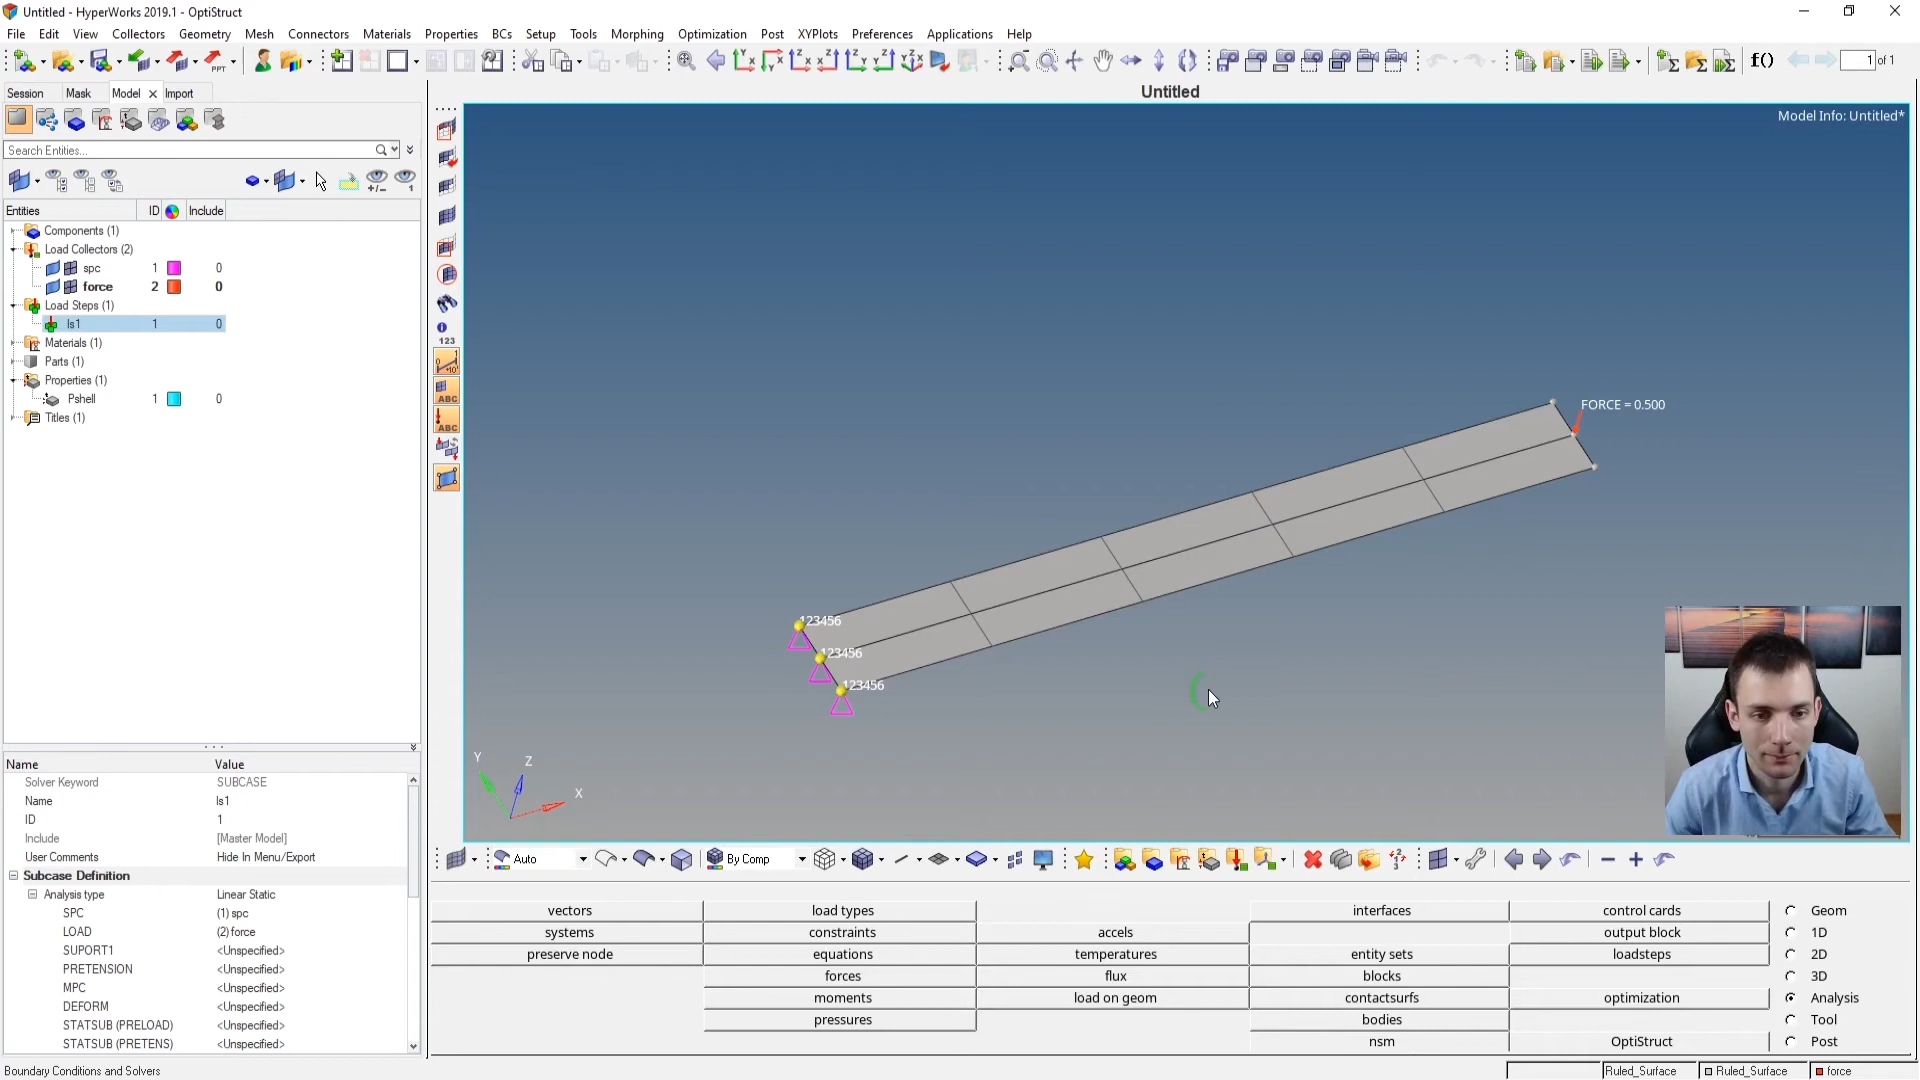 Untitled - HyperWorks 2019.1 - OptiStruct
File Edit View Collectors Geometry Mesh Connectors Materials Properties BCs Setup Tools Morphing Optimization Post XYPlots Preferences Applications Help
f() 1 of 1
Session Mask Model Import
Untitled
Model Info: Untitled*
Search Entities...
Entities ID Include
Components (1)
Load Collectors (2)
spc 1 0
force 2 0
Load Steps (1)
ls1 1 0
Materials (1)
Parts (1)
Properties (1)
Pshell 1 0
Titles (1)
123
ABC
ABC
FORCE = 0.500
123456
123456
123456
Y Z X
Name Value
Solver Keyword SUBCASE
Name ls1
ID 1
Include [Master Model]
User Comments Hide In Menu/Export
Subcase Definition
Analysis type Linear Static
SPC (1) spc
LOAD (2) force
SUPORT1 <Unspecified>
PRETENSION <Unspecified>
MPC <Unspecified>
DEFORM <Unspecified>
STATSUB (PRELOAD) <Unspecified>
STATSUB (PRETENS) <Unspecified>
Auto By Comp
vectors load types interfaces control cards Geom
systems constraints accels output block 1D
preserve node equations temperatures entity sets loadsteps 2D
forces flux blocks 3D
moments load on geom contactsurfs optimization Analysis
pressures bodies Tool
nsm OptiStruct Post
Boundary Conditions and Solvers Ruled_Surface Ruled_Surface force